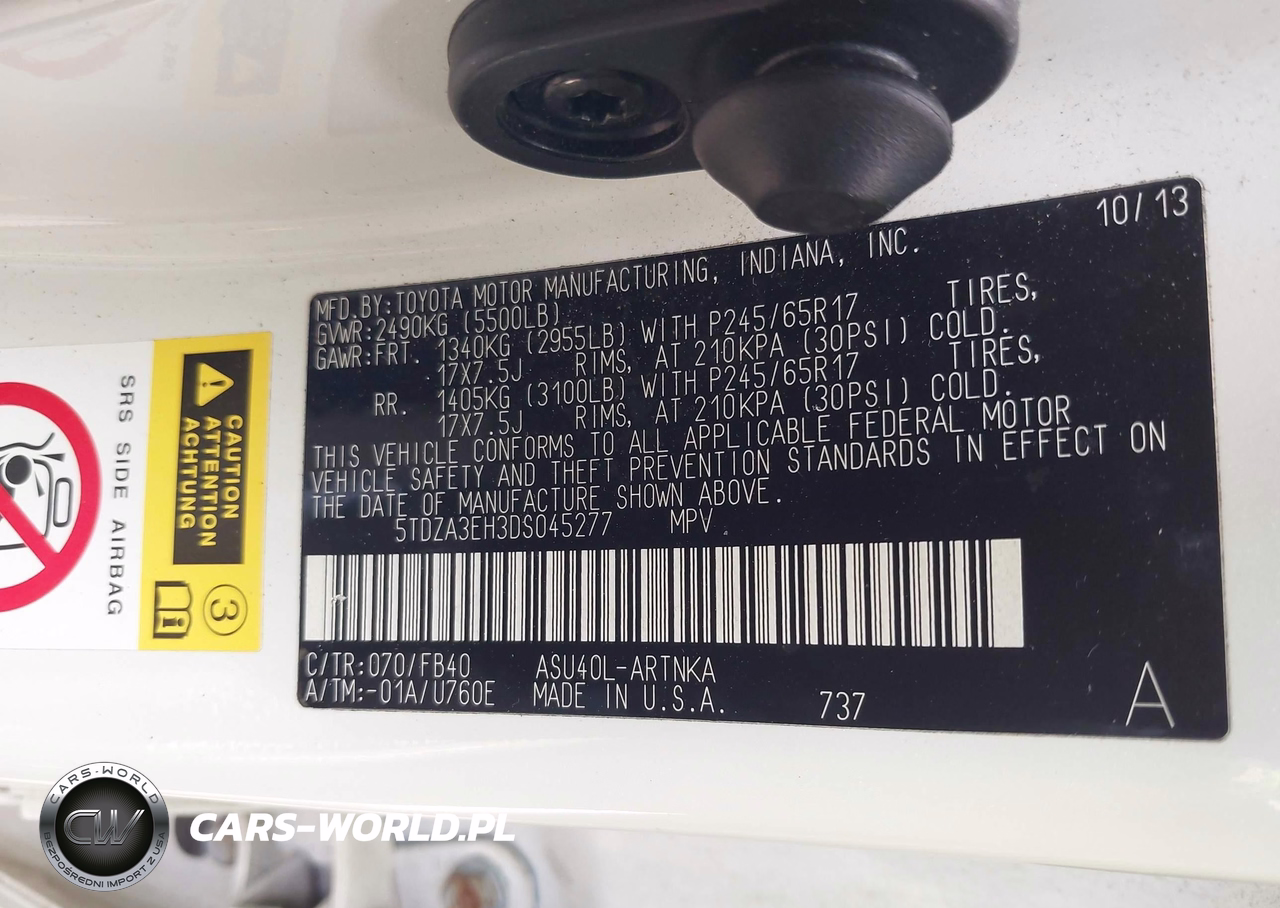 10/13
MFD.BY:TOYOTA MOTOR MANUFACTURING, INDIANA, INC.
GVWR:2490KG (5500LB)
GAWR:FRT. 1340KG (2955LB) WITH P245/65R17 TIRES,
17X7.5J RIMS, AT 210KPA (30PSI) COLD.
RR. 1405KG (3100LB) WITH P245/65R17 TIRES,
17X7.5J RIMS, AT 210KPA (30PSI) COLD.
THIS VEHICLE CONFORMS TO ALL APPLICABLE FEDERAL MOTOR
VEHICLE SAFETY AND THEFT PREVENTION STANDARDS IN EFFECT ON
THE DATE OF MANUFACTURE SHOWN ABOVE.
5TDZA3EH3DS045277 MPV
C/TR:070/FB40 ASU40L-ARTNKA
A/TM:-01A/U760E MADE IN U.S.A. 737
A
CAUTION
ATTENTION
ACHTUNG
SRS SIDE AIRBAG
3
i
CARS-WORLD
CW
BEZPOŚREDNI IMPORT Z USA
CARS-WORLD.PL